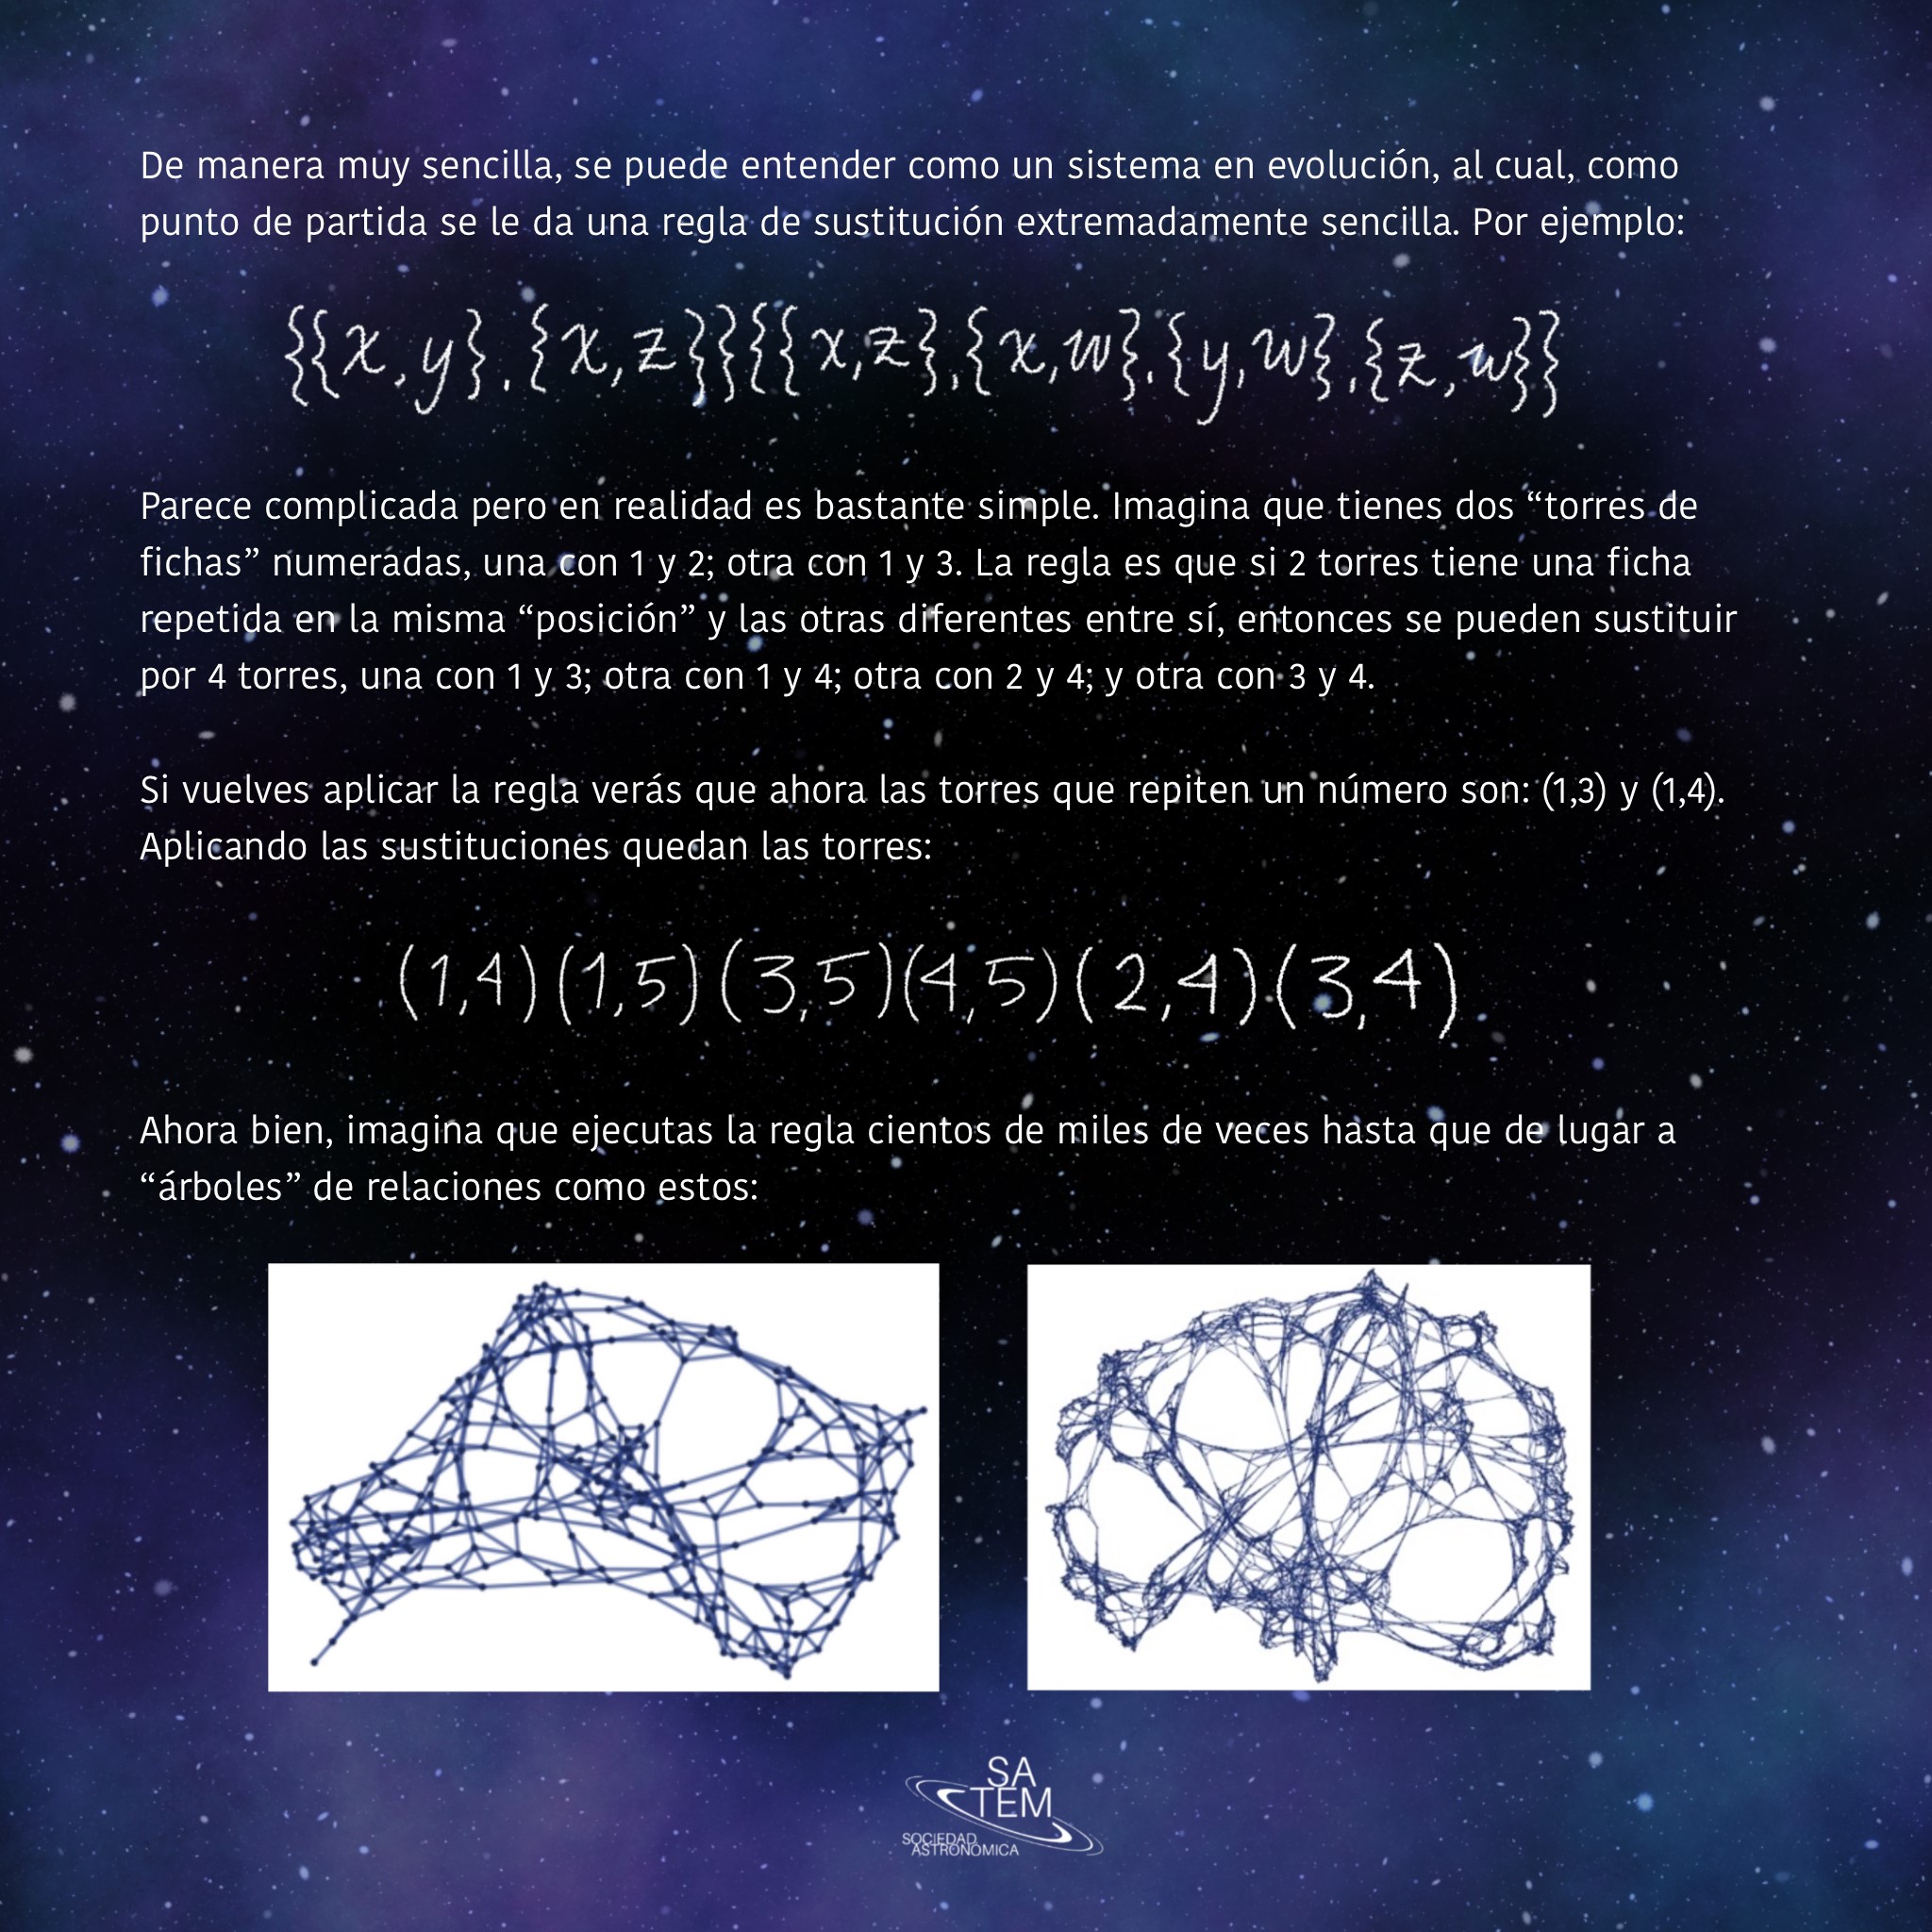 De manera muy sencilla, se puede entender como un sistema en evolución, al cual, como
punto de partida se le da una regla de sustitución extremadamente sencilla. Por ejemplo:
{{x,y}.{x,z}}{{x,z},{x,w}.{y,w},{z,w}}
Parece complicada pero en realidad es bastante simple. Imagina que tienes dos “torres de
fichas” numeradas, una con 1 y 2; otra con 1 y 3. La regla es que si 2 torres tiene una ficha
repetida en la misma “posición” y las otras diferentes entre sí, entonces se pueden sustituir
por 4 torres, una con 1 y 3; otra con 1 y 4; otra con 2 y 4; y otra con 3 y 4.
Si vuelves aplicar la regla verás que ahora las torres que repiten un número son: (1,3) y (1,4).
Aplicando las sustituciones quedan las torres:
(1,4)(1,5)(3,5)(4,5)(2,4)(3,4)
Ahora bien, imagina que ejecutas la regla cientos de miles de veces hasta que de lugar a
“árboles” de relaciones como estos:
SA
TEM
SOCIEDAD
ASTRONOMICA